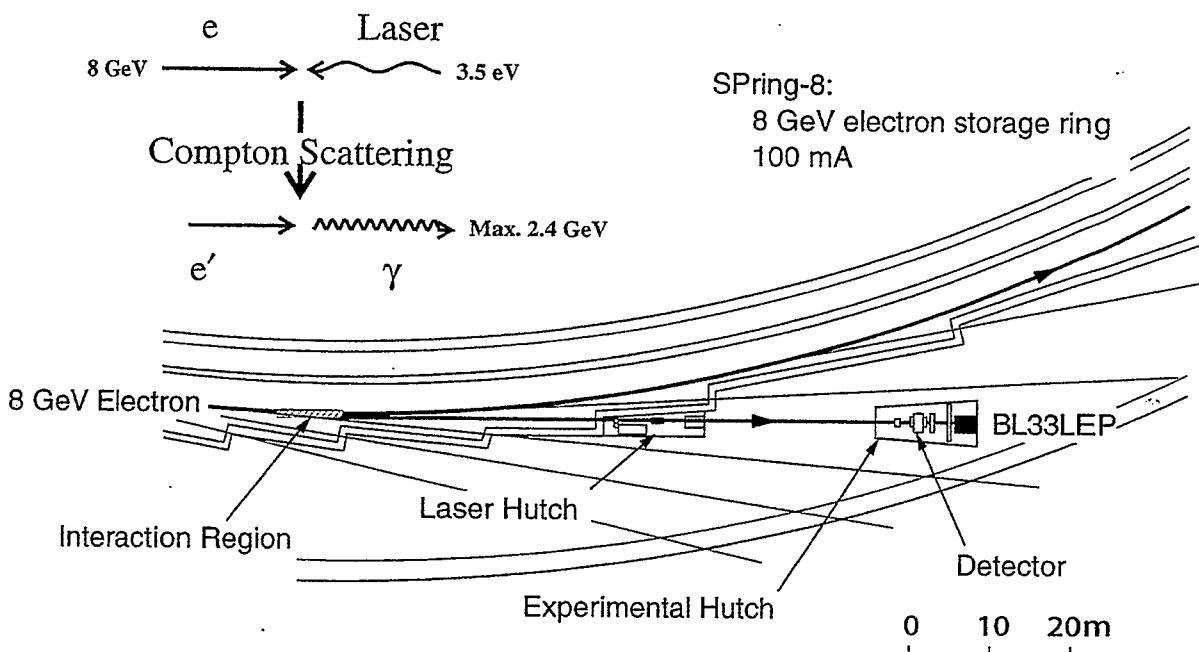 e
Laser
8 GeV
3.5 eV
SPring-8:
8 GeV electron storage ring
100 mA
Compton Scattering
Max. 2.4 GeV
e′
γ
8 GeV Electron
BL33LEP
Laser Hutch
Interaction Region
Detector
Experimental Hutch
0 10 20m